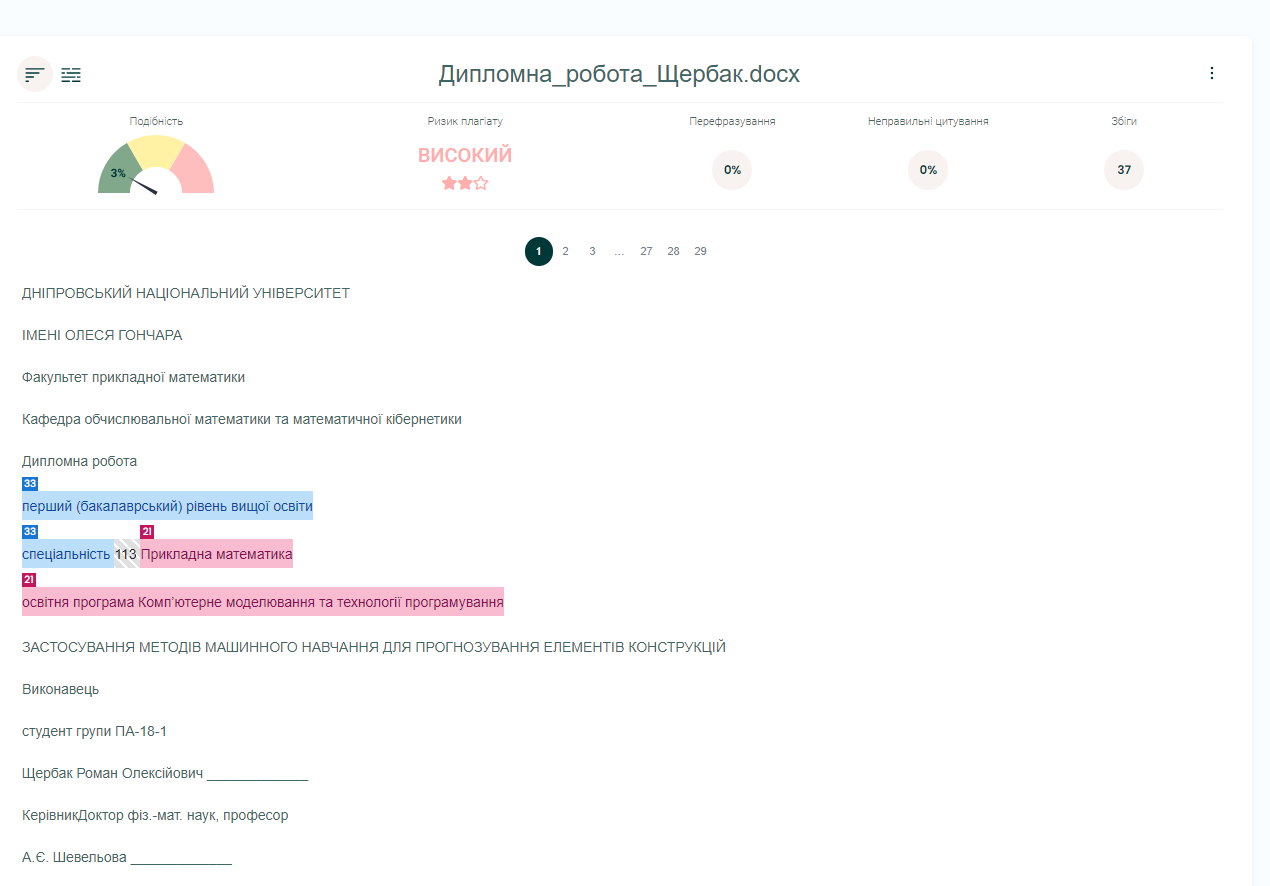 Дипломна_робота_Щербак.docx
Подібність
Ризик плагіату
Перефразування
Неправильні цитування
Збіги
3%
ВИСОКИЙ
0%
0%
37
1 2 3 ... 27 28 29
ДНІПРОВСЬКИЙ НАЦІОНАЛЬНИЙ УНІВЕРСИТЕТ
ІМЕНІ ОЛЕСЯ ГОНЧАРА
Факультет прикладної математики
Кафедра обчислювальної математики та математичної кібернетики
Дипломна робота
33
перший (бакалаврський) рівень вищої освіти
33 21
спеціальність 113 Прикладна математика
21
освітня програма Комп'ютерне моделювання та технології програмування
ЗАСТОСУВАННЯ МЕТОДІВ МАШИННОГО НАВЧАННЯ ДЛЯ ПРОГНОЗУВАННЯ ЕЛЕМЕНТІВ КОНСТРУКЦІЙ
Виконавець
студент групи ПА-18-1
Щербак Роман Олексійович _____________
КерівникДоктор фіз.-мат. наук, професор
А.Є. Шевельова _____________